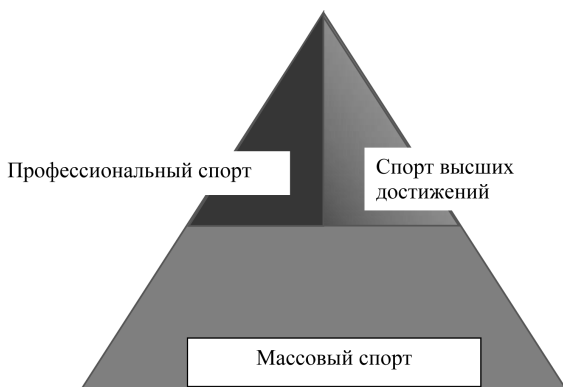 Профессиональный спорт
Спорт высших
достижений
Массовый спорт